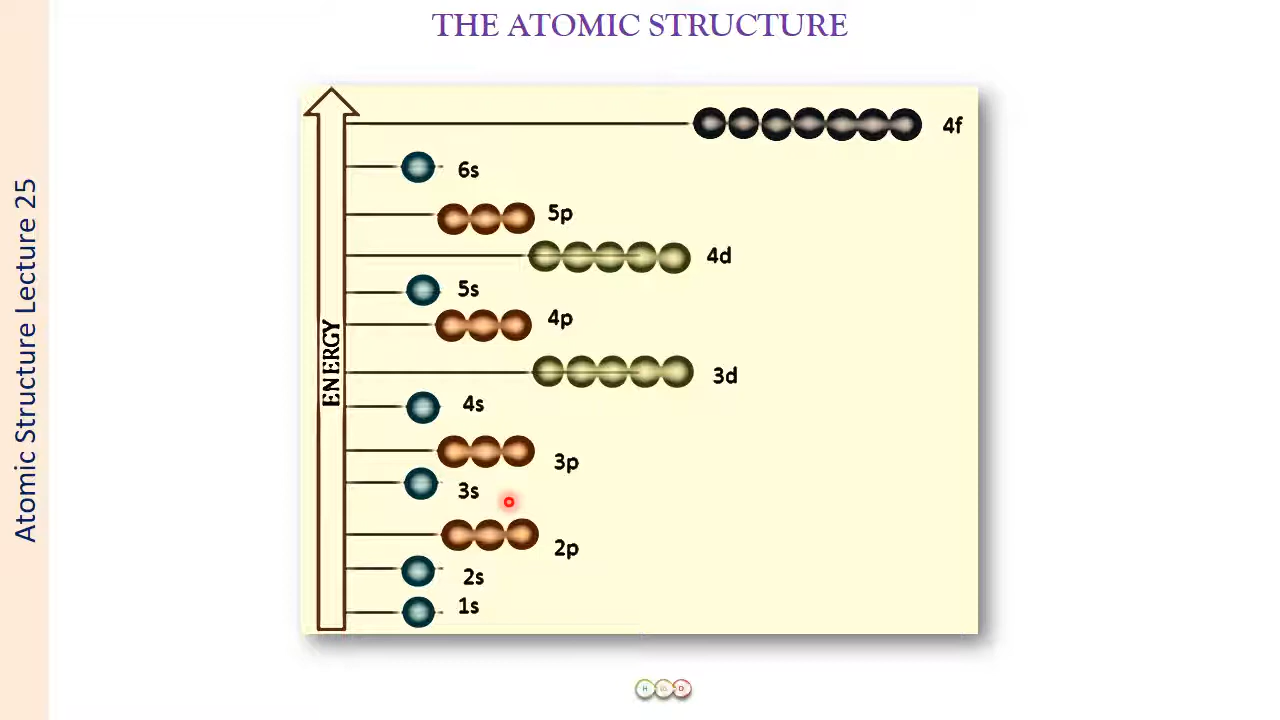 THE ATOMIC STRUCTURE
Atomic Structure Lecture 25
ENERGY
4f
6s
5p
4d
5s
4p
3d
4s
3p
3s
2p
2s
1s
H
D